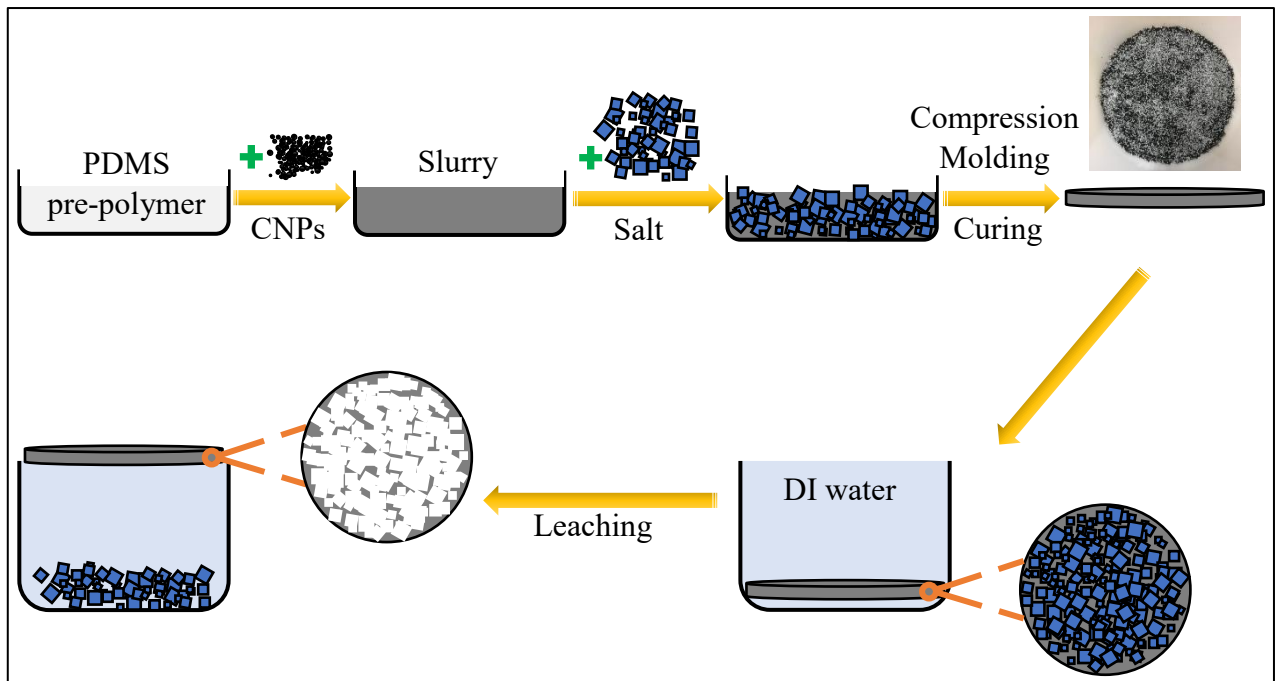 PDMS
pre-polymer
CNPs
Slurry
Salt
Compression
Molding
Curing
DI water
Leaching